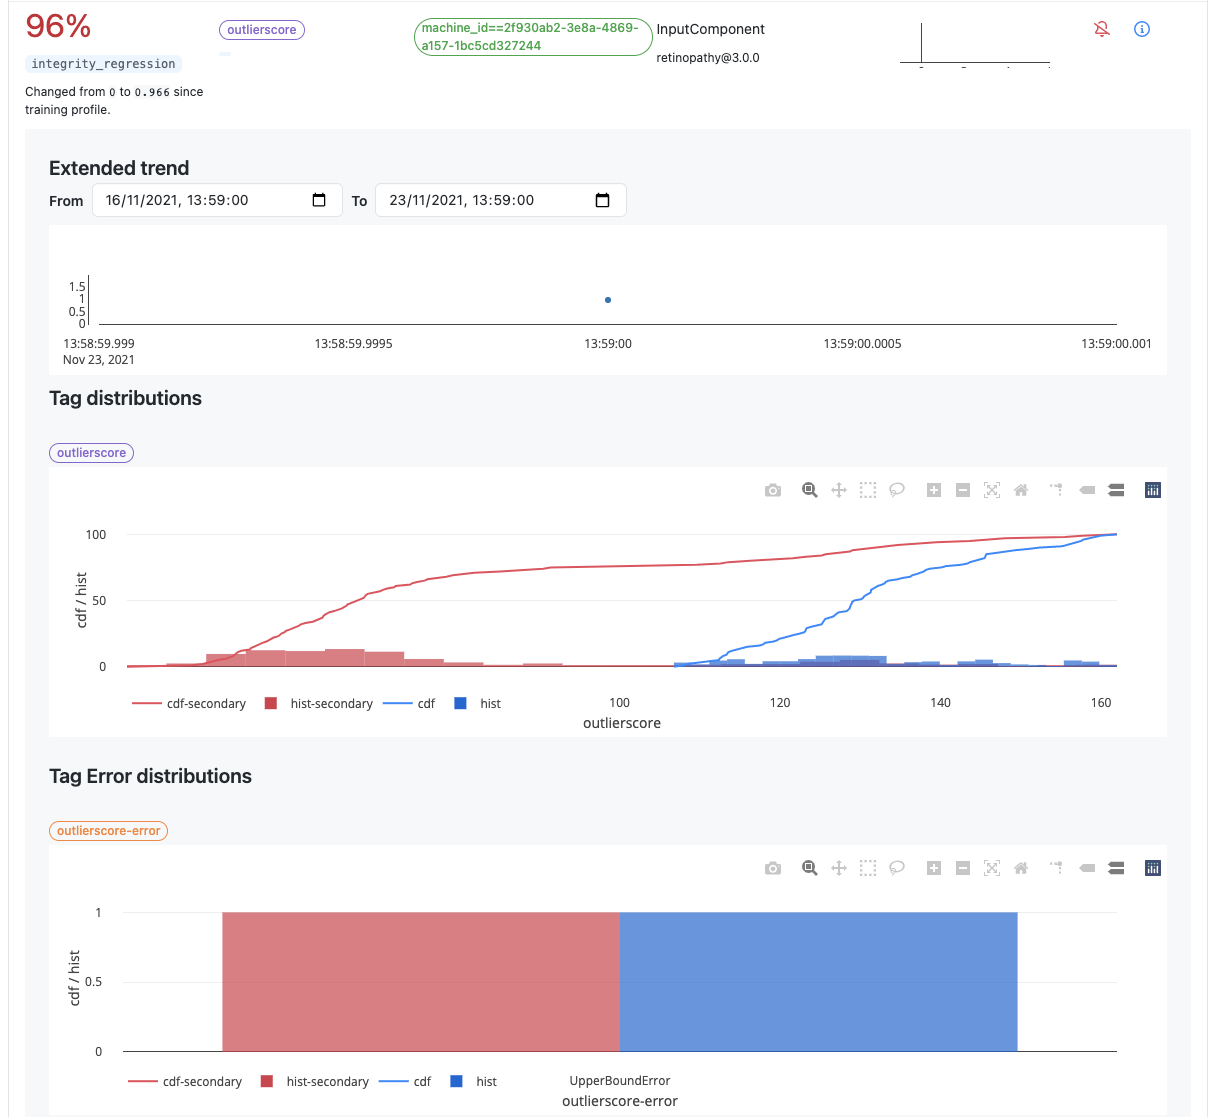 96%
outlierscore
machine_id==2f930ab2-3e8a-4869-
a157-1bc5cd327244
InputComponent
retinopathy@3.0.0
integrity_regression
Changed from 0 to 0.966 since
training profile.
Extended trend
From 16/11/2021, 13:59:00 To 23/11/2021, 13:59:00
1.5
1
0.5
0
13:58:59.999 13:58:59.9995 13:59:00 13:59:00.0005 13:59:00.001
Nov 23, 2021
Tag distributions
outlierscore
100
50
0
cdf / hist
cdf-secondary hist-secondary cdf hist 100 120 140 160
outlierscore
Tag Error distributions
outlierscore-error
1
0.5
0
cdf / hist
cdf-secondary hist-secondary cdf hist UpperBoundError
outlierscore-error